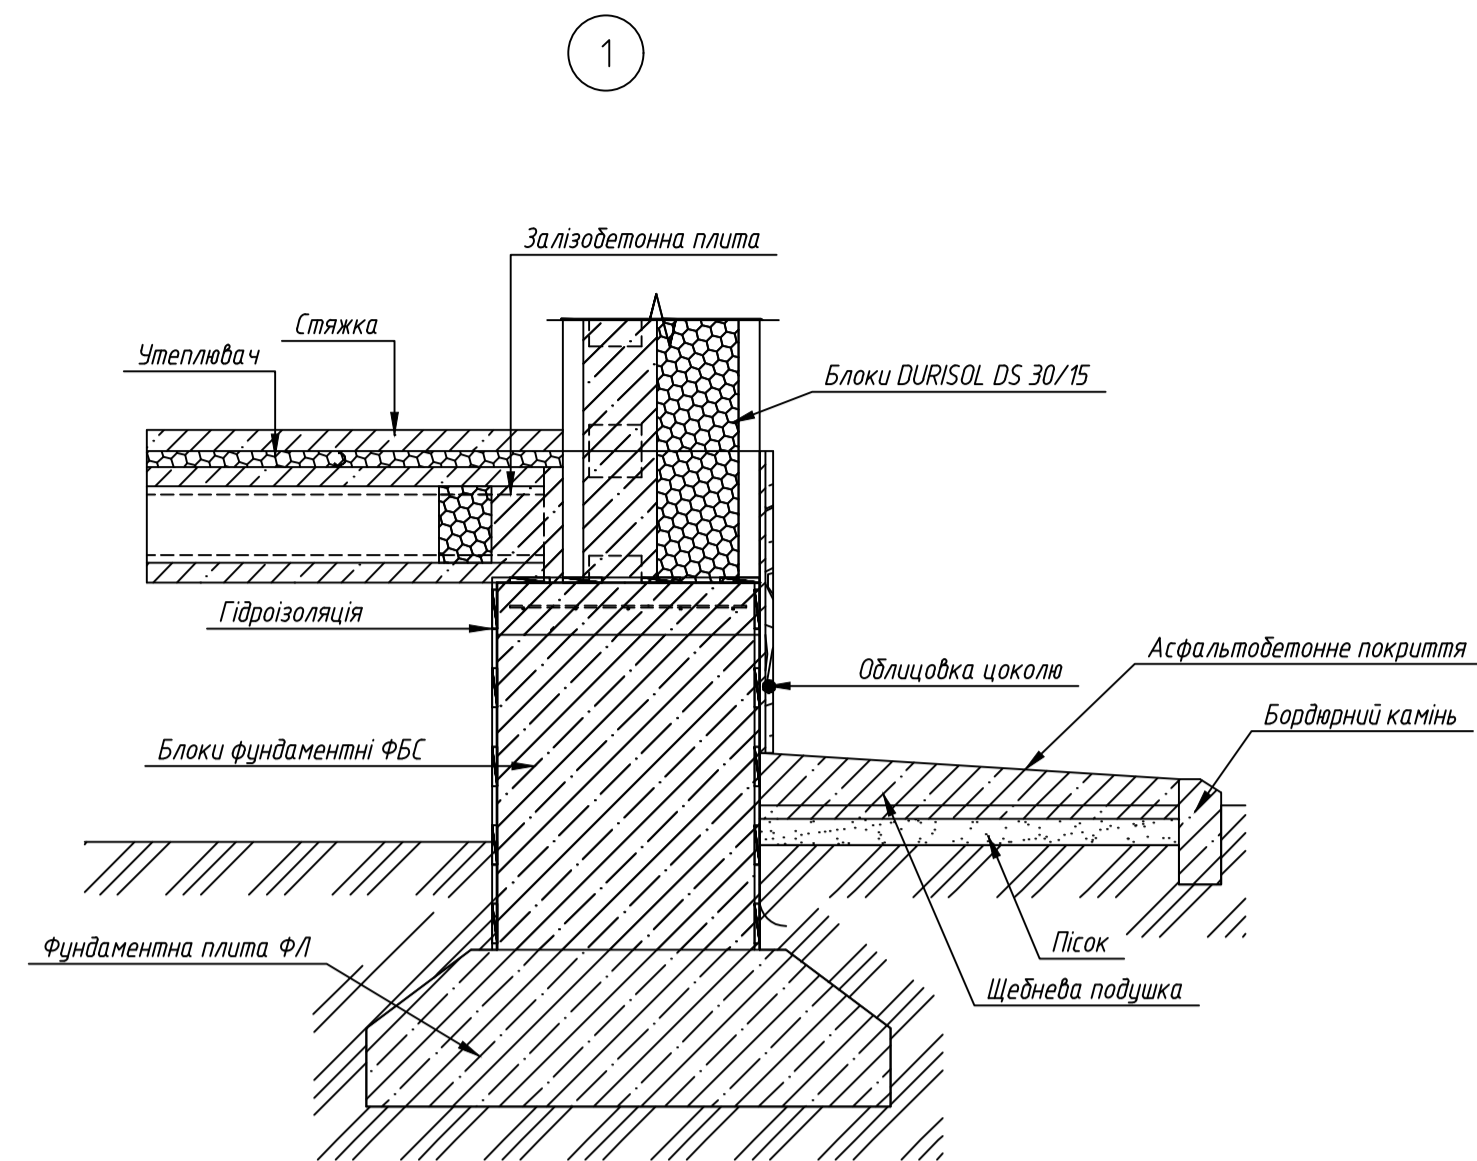 1
Залізобетонна плита
Стяжка
Утеплювач
Блоки DURISOL DS 30/15
Гідроізоляція
Асфальтобетонне покриття
Облицовка цоколю
Бордюрний камінь
Блоки фундаментні ФБС
Фундаментна плита ФЛ
Пісок
Щебнева подушка